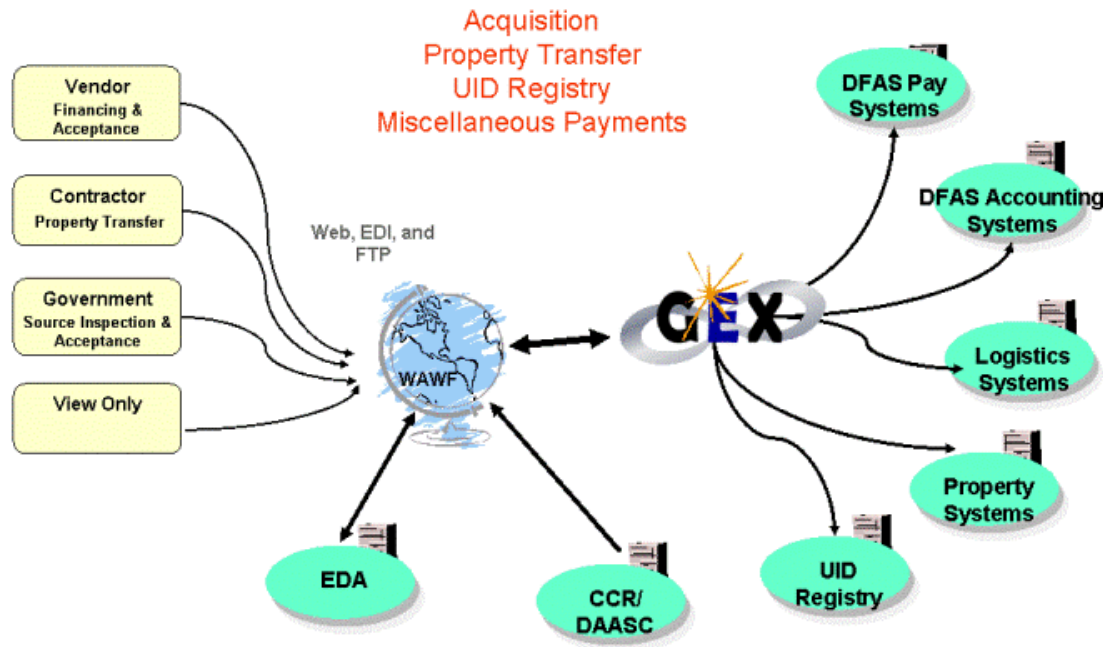 Acquisition
Property Transfer
UID Registry
Miscellaneous Payments
Vendor
Financing &
Acceptance
Contractor
Property Transfer
Government
Source Inspection &
Acceptance
View Only
Web, EDI, and
FTP
WAWF
GEX
DFAS Pay
Systems
DFAS Accounting
Systems
Logistics
Systems
Property
Systems
UID
Registry
CCR/
DAASC
EDA